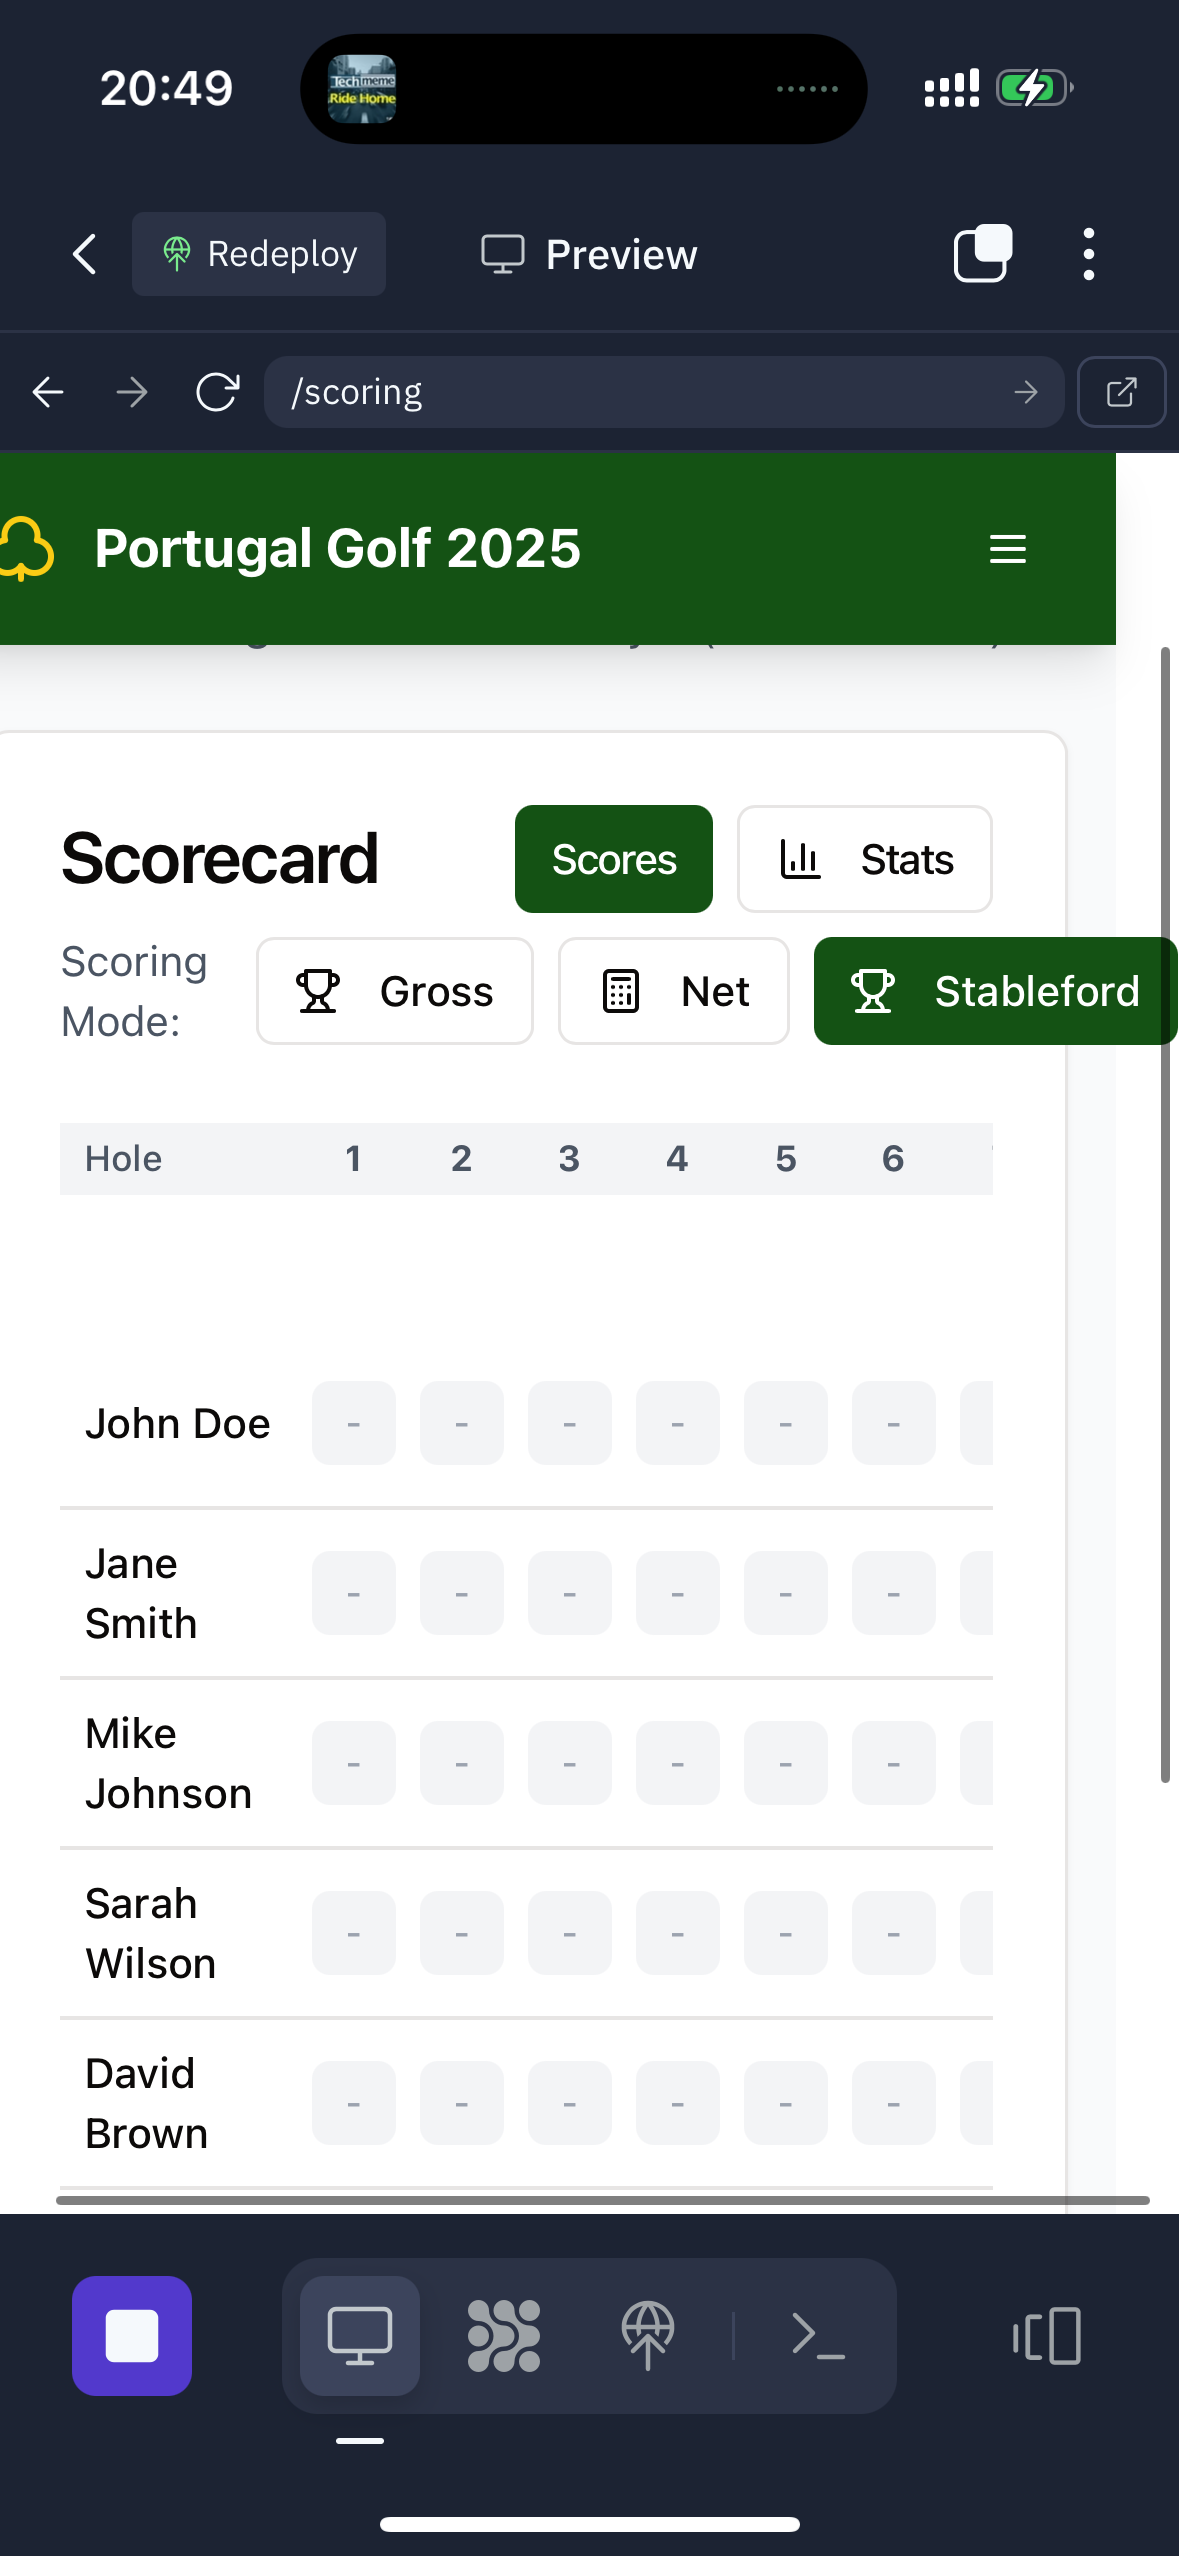 20:49
Techmeme
Ride Home
Redeploy
Preview
/scoring
Portugal Golf 2025
Scorecard
Scores
Stats
Scoring
Mode:
Gross
Net
Stableford
Hole 1 2 3 4 5 6
John Doe - - - - - -
Jane
Smith - - - - - -
Mike
Johnson - - - - - -
Sarah
Wilson - - - - - -
David
Brown - - - - - -